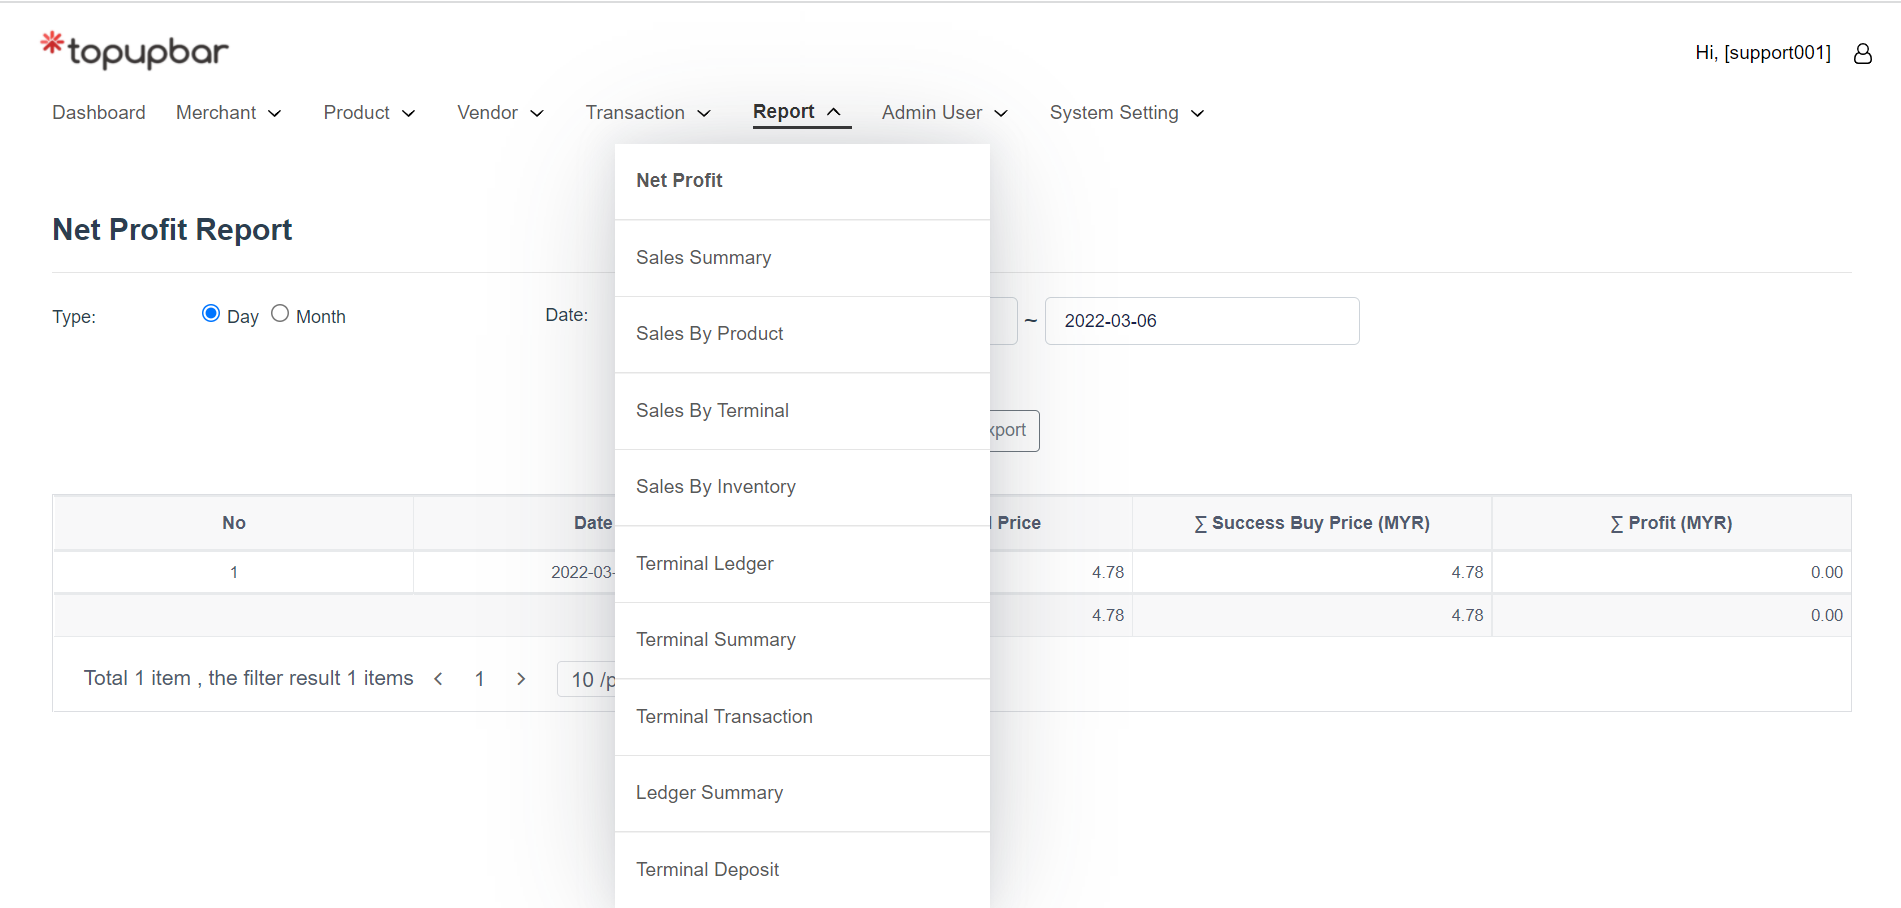 topupbar
Hi, [support001]
Dashboard Merchant Product Vendor Transaction Report Admin User System Setting
Net Profit
Net Profit Report
Sales Summary
Type: Day Month Date: ~ 2022-03-06
Sales By Product
Sales By Terminal
Sales By Inventory
No Date Price ∑ Success Buy Price (MYR) ∑ Profit (MYR)
Terminal Ledger
1 2022-03- 4.78 4.78 0.00
4.78 4.78 0.00
Terminal Summary
Total 1 item , the filter result 1 items < 1 > 10 /p
Terminal Transaction
Ledger Summary
Terminal Deposit